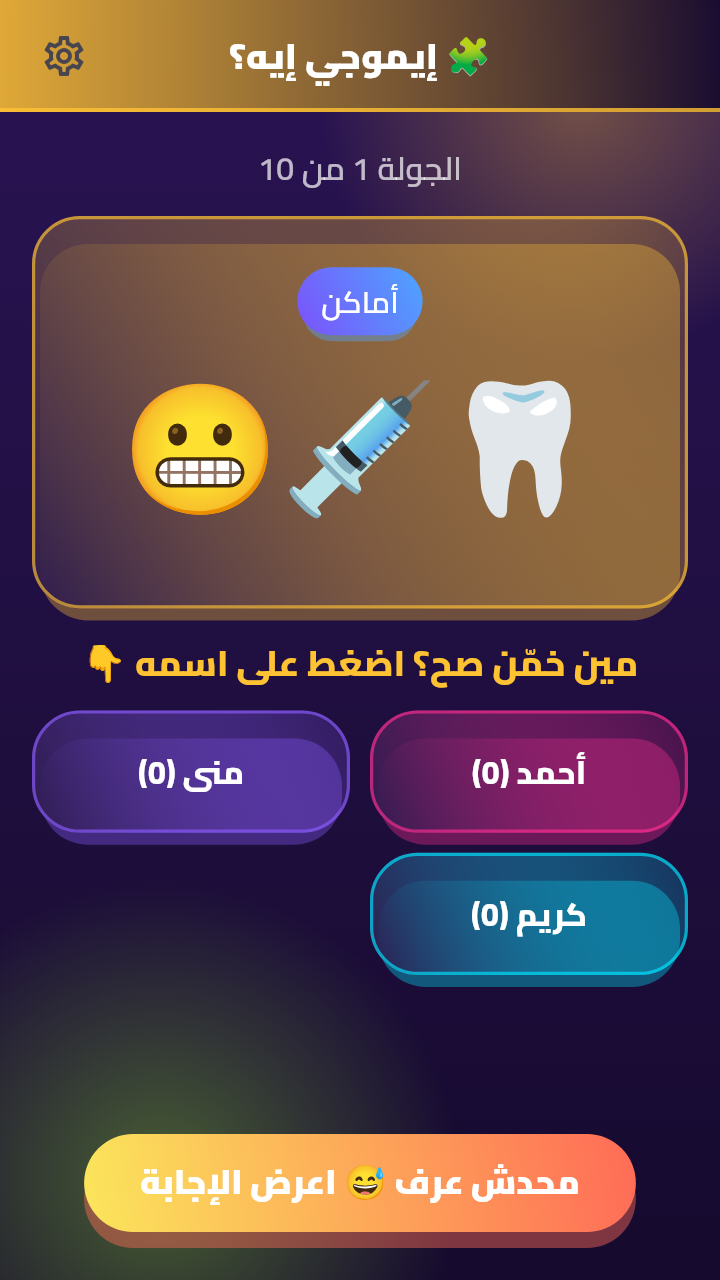 🧩 إيموجي إيه؟
الجولة 1 من 10
أماكن
🦷💉😬
مين خمّن صح؟ اضغط على اسمه 👇
أحمد (0)
منى (0)
كريم (0)
محدش عرف 😅 اعرض الإجابة